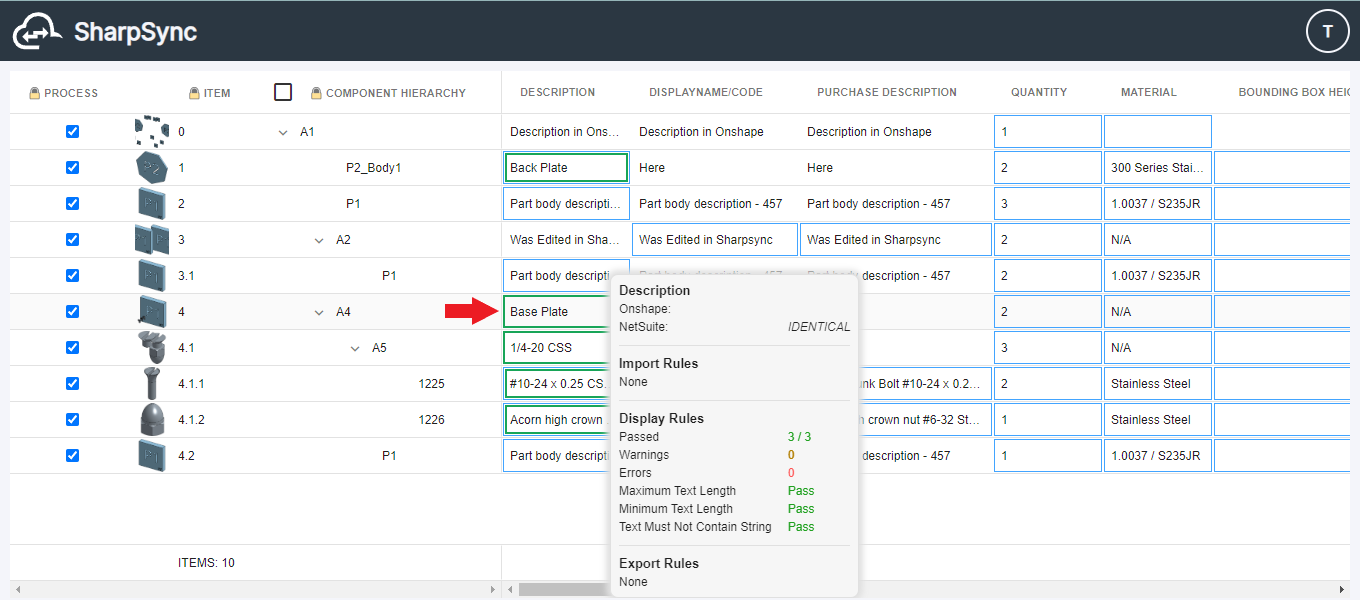 SharpSync
T
PROCESS ITEM COMPONENT HIERARCHY DESCRIPTION DISPLAYNAME/CODE PURCHASE DESCRIPTION QUANTITY MATERIAL BOUNDING BOX HEIG
0 A1 Description in Ons... Description in Onshape Description in Onshape 1
1 P2_Body1 Back Plate Here Here 2 300 Series Stai...
2 P1 Part body descripti... Part body description - 457 Part body description - 457 3 1.0037 / S235JR
3 A2 Was Edited in Sha... Was Edited in Sharpsync Was Edited in Sharpsync 2 N/A
3.1 P1 Part body descripti Part body description - 457 Part body description - 457 2 1.0037 / S235JR
4 A4 Base Plate 2 N/A
4.1 A5 1/4-20 CSS 3 N/A
4.1.1 1225 #10-24 x 0.25 CS. nk Bolt #10-24 x 0.2... 2 Stainless Steel
4.1.2 1226 Acorn high crown crown nut #6-32 St... 1 Stainless Steel
4.2 P1 Part body descript description - 457 1 1.0037 / S235JR
Description
Onshape:
NetSuite: IDENTICAL
Import Rules
None
Display Rules
Passed 3 / 3
Warnings 0
Errors 0
Maximum Text Length Pass
Minimum Text Length Pass
Text Must Not Contain String Pass
Export Rules
None
ITEMS: 10